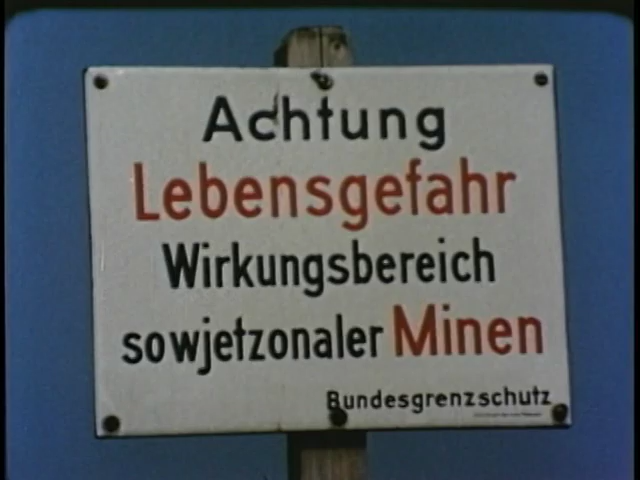 Achtung
Lebensgefahr
Wirkungsbereich
sowjetzonaler Minen
Bundesgrenzschutz